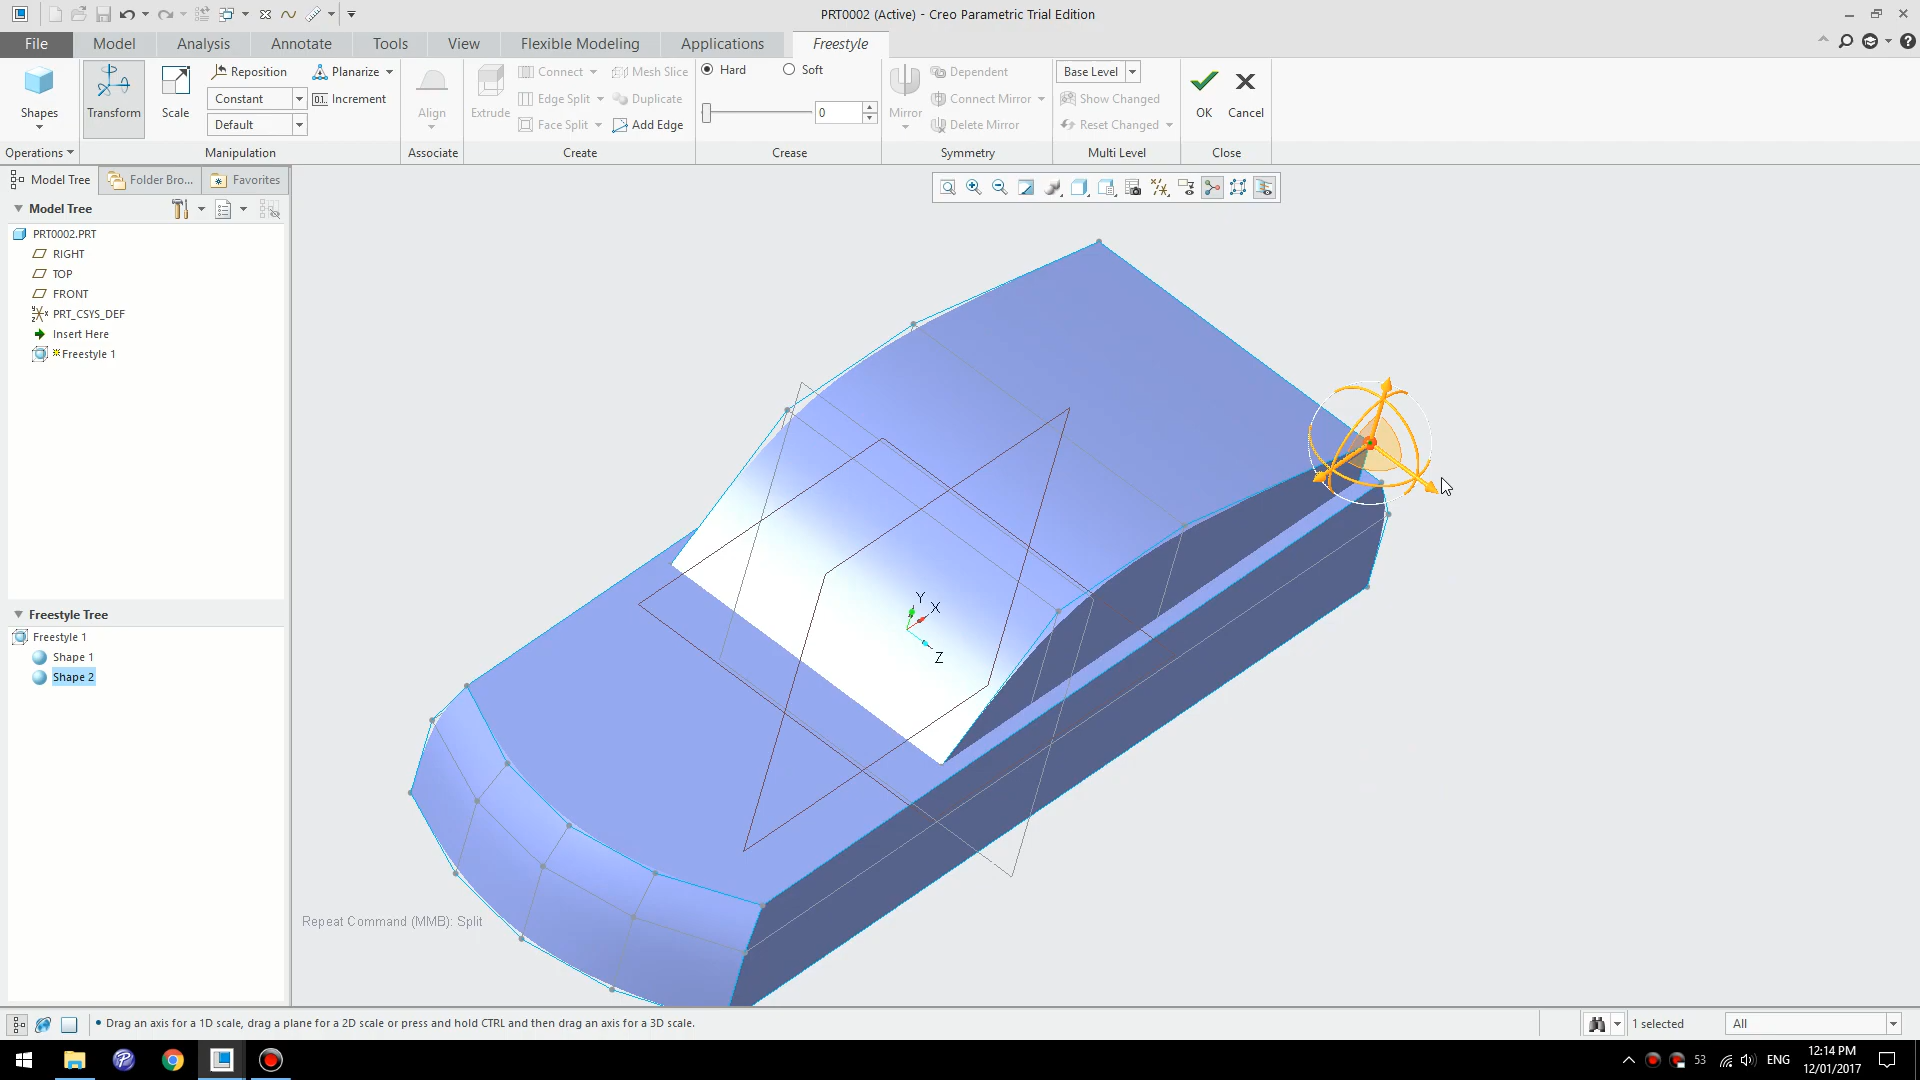 PRT0002 (Active) - Creo Parametric Trial Edition
File
Model
Analysis
Annotate
Tools
View
Flexible Modeling
Applications
Freestyle
Shapes
Transform
Scale
Reposition
Constant
Default
Planarize
Increment
Align
Extrude
Connect
Edge Split
Face Split
Mesh Slice
Duplicate
Add Edge
Hard
Soft
0
Mirror
Dependent
Connect Mirror
Delete Mirror
Base Level
Show Changed
Reset Changed
OK
Cancel
Operations
Manipulation
Associate
Create
Crease
Symmetry
Multi Level
Close
Model Tree
Folder Bro...
Favorites
Model Tree
PRT0002.PRT
RIGHT
TOP
FRONT
PRT_CSYS_DEF
Insert Here
Freestyle 1
Freestyle Tree
Freestyle 1
Shape 1
Shape 2
Y
X
Z
Repeat Command (MMB): Split
• Drag an axis for a 1D scale, drag a plane for a 2D scale or press and hold CTRL and then drag an axis for a 3D scale.
1 selected
All
53
ENG
12:14 PM
12/01/2017